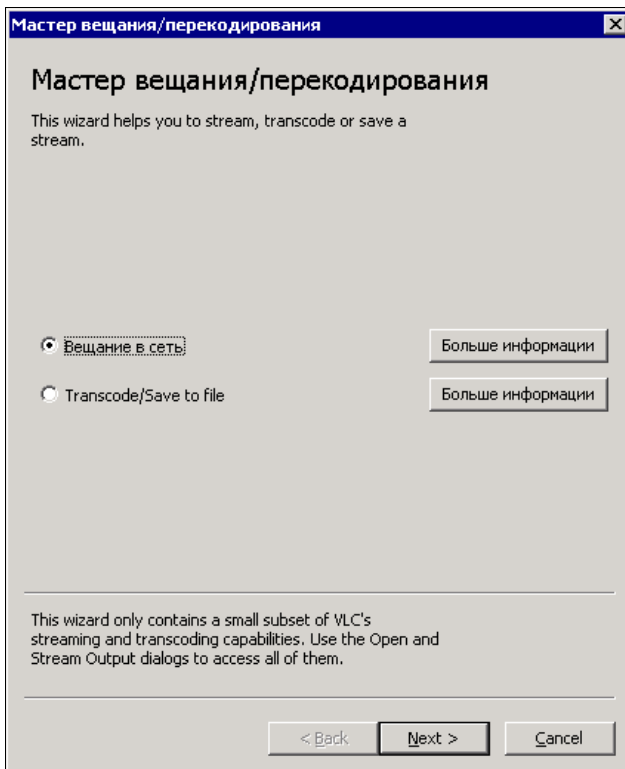 Мастер вещания/перекодирования
Мастер вещания/перекодирования
This wizard helps you to stream, transcode or save a
stream.
Вещание в сеть
Больше информации
Transcode/Save to file
Больше информации
This wizard only contains a small subset of VLC's
streaming and transcoding capabilities. Use the Open and
Stream Output dialogs to access all of them.
< Back
Next >
Cancel